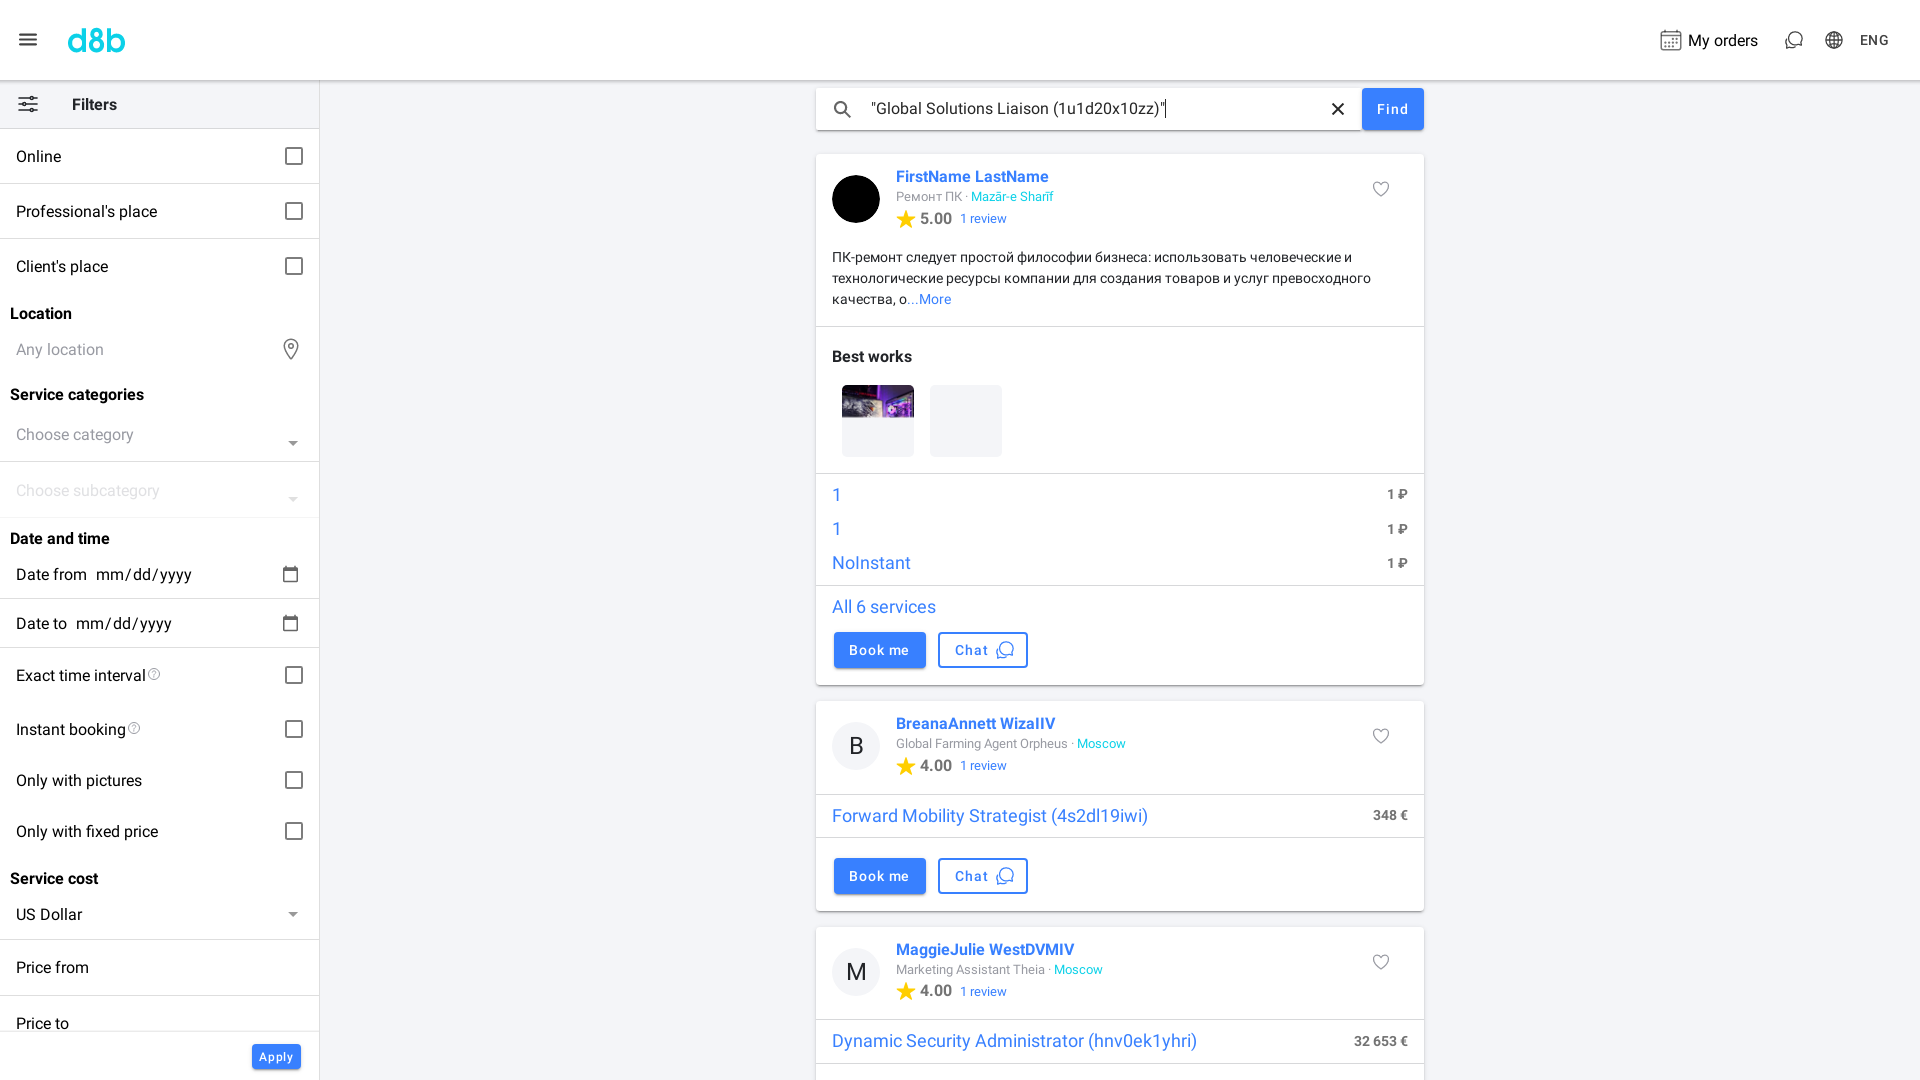 d8b
My orders
ENG
Filters
Online
Professional's place
Client's place
Location
Any location
Service categories
Choose category
Choose subcategory
Date and time
Date from mm/dd/yyyy
Date to mm/dd/yyyy
Exact time interval
Instant booking
Only with pictures
Only with fixed price
Service cost
US Dollar
Price from
Price to
Apply
"Global Solutions Liaison (1u1d20x10zz)"
Find
FirstName LastName
Ремонт ПК · Mazār-e Sharīf
5.00 1 review
ПК-ремонт следует простой философии бизнеса: использовать человеческие и
технологические ресурсы компании для создания товаров и услуг превосходного
качества, о...More
Best works
1 1 ₽
1 1 ₽
NoInstant 1 ₽
All 6 services
Book me Chat
B
BreanaAnnett WizaIIV
Global Farming Agent Orpheus · Moscow
4.00 1 review
Forward Mobility Strategist (4s2dl19iwi) 348 €
Book me Chat
M
MaggieJulie WestDVMIV
Marketing Assistant Theia · Moscow
4.00 1 review
Dynamic Security Administrator (hnv0ek1yhri) 32 653 €